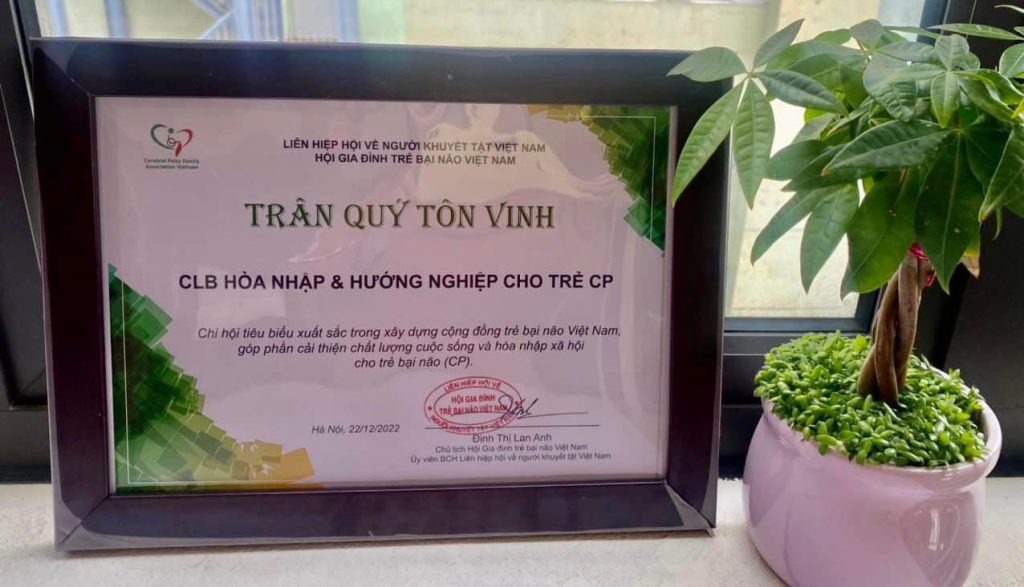 Cerebral Palsy Family
Association Vietnam
LIÊN HIỆP HỘI VỀ NGƯỜI KHUYẾT TẬT VIỆT NAM
HỘI GIA ĐÌNH TRẺ BẠI NÃO VIỆT NAM
TRÂN QUÝ TÔN VINH
CLB HÒA NHẬP & HƯỚNG NGHIỆP CHO TRẺ CP
Chi hội tiêu biểu xuất sắc trong xây dựng cộng đồng trẻ bại não Việt Nam,
góp phần cải thiện chất lượng cuộc sống và hòa nhập xã hội
cho trẻ bại não (CP).
LIÊN HIỆP HỘI VỀ
HỘI GIA ĐÌNH
TRẺ BẠI NÃO VIỆT NAM
NGƯỜI KHUYẾT TẬT
Hà Nội, 22/12/2022
Đinh Thị Lan Anh
Chủ tịch Hội Gia đình trẻ bại não Việt Nam
Ủy viên BCH Liên hiệp hội về người khuyết tật Việt Nam